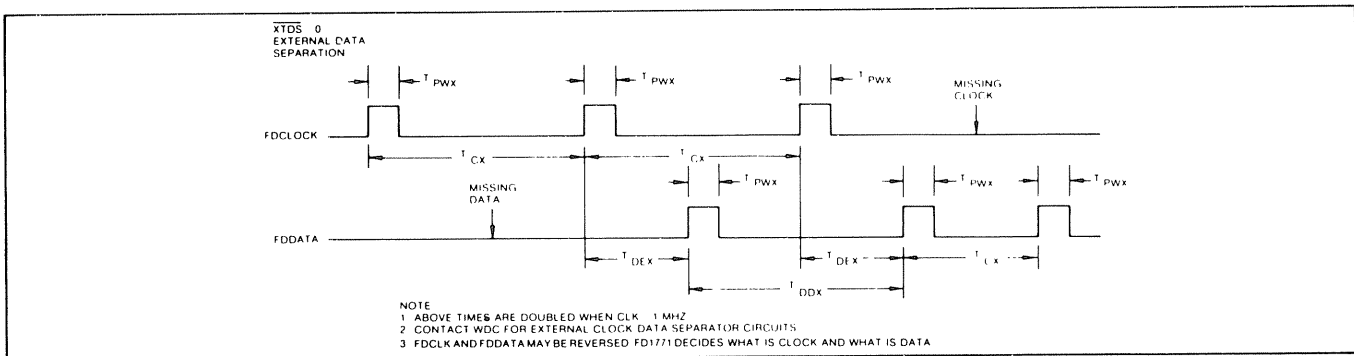 XTDS 0
EXTERNAL DATA
SEPARATION
T PWX
T PWX
T PWX
MISSING
CLOCK
FDCLOCK
T CX
T CX
MISSING
DATA
T PWX
T PWX
T PWX
FDDATA
T DEX
T DEX
T CX
T DDX
NOTE
1 ABOVE TIMES ARE DOUBLED WHEN CLK 1 MHZ
2 CONTACT WDC FOR EXTERNAL CLOCK DATA SEPARATOR CIRCUITS
3 FDCLK AND FDDATA MAY BE REVERSED FD1771 DECIDES WHAT IS CLOCK AND WHAT IS DATA